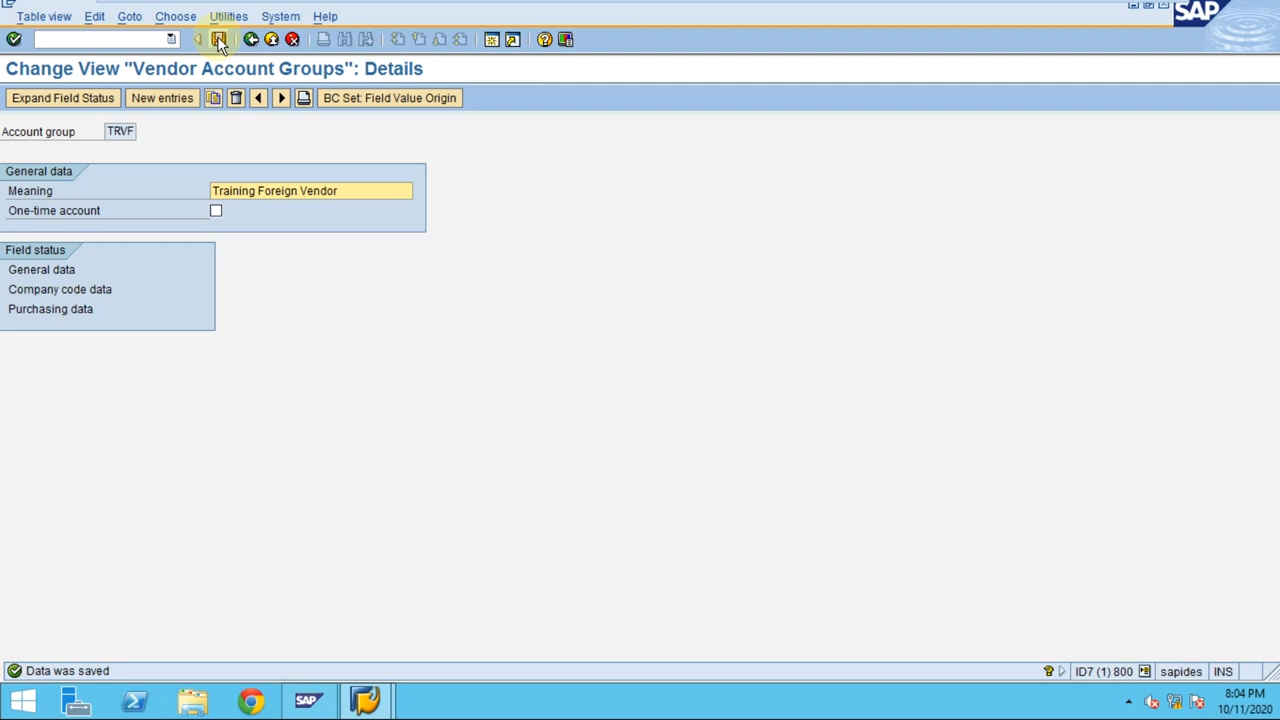 Table view Edit Goto Choose Utilities System Help
SAP
Change View "Vendor Account Groups": Details
Expand Field Status New entries BC Set: Field Value Origin
Account group TRVF
General data
Meaning Training Foreign Vendor
One-time account
Field status
General data
Company code data
Purchasing data
Data was saved ID7 (1) 800 sapides INS
SAP
8:04 PM
10/11/2020